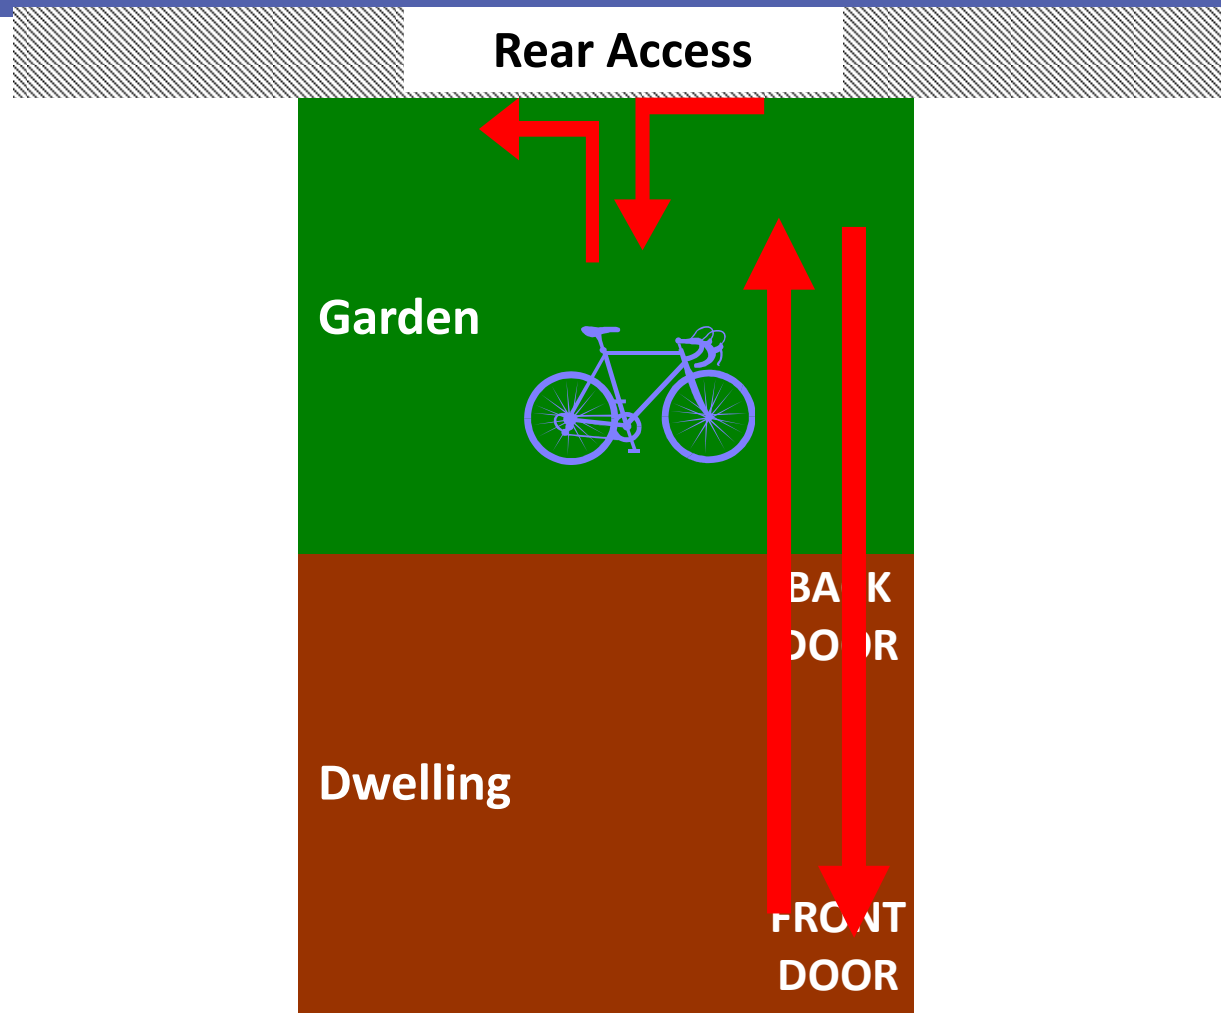 Rear Access
Garden
BACK
DOOR
Dwelling
FRONT
DOOR